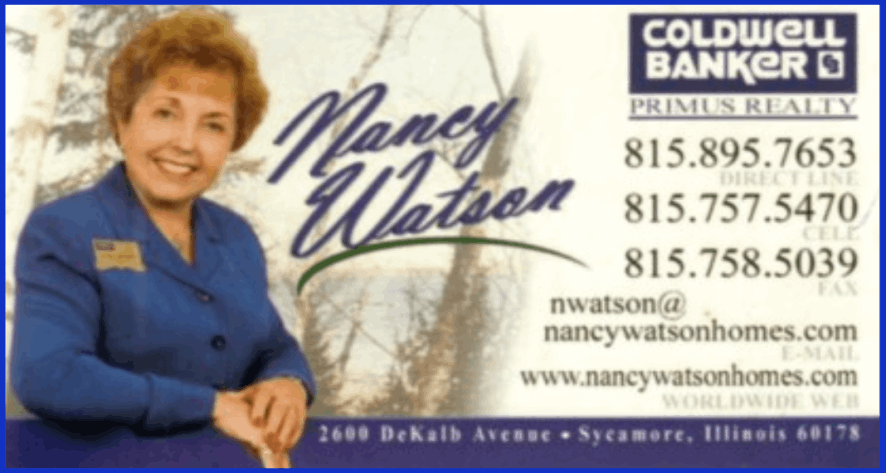 COLDWELL
BANKER
PRIMUS REALTY
Nancy
Watson
815.895.7653
DIRECT LINE
815.757.5470
CELL
815.758.5039
FAX
nwatson@
nancywatsonhomes.com
E-MAIL
www.nancywatsonhomes.com
WORLDWIDE WEB
2600 DeKalb Avenue • Sycamore, Illinois 60178